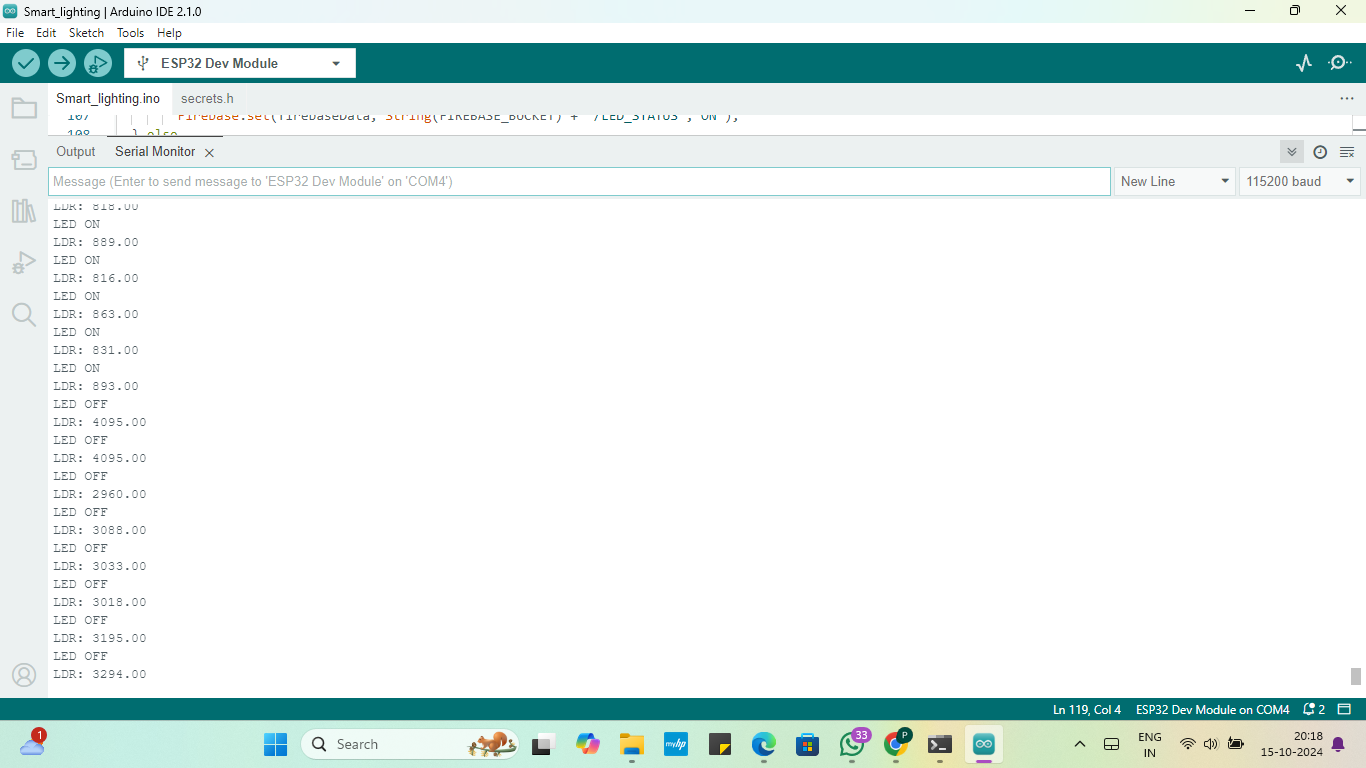 Smart_lighting | Arduino IDE 2.1.0
File Edit Sketch Tools Help
ESP32 Dev Module
Smart_lighting.ino secrets.h
107 Firebase.set(firebaseData, String(FIREBASE_BUCKET) + "/LED_STATUS", "ON");
108 } else
Output Serial Monitor
Message (Enter to send message to 'ESP32 Dev Module' on 'COM4')
New Line 115200 baud
LDR: 818.00
LED ON
LDR: 889.00
LED ON
LDR: 816.00
LED ON
LDR: 863.00
LED ON
LDR: 831.00
LED ON
LDR: 893.00
LED OFF
LDR: 4095.00
LED OFF
LDR: 4095.00
LED OFF
LDR: 2960.00
LED OFF
LDR: 3088.00
LED OFF
LDR: 3033.00
LED OFF
LDR: 3018.00
LED OFF
LDR: 3195.00
LED OFF
LDR: 3294.00
Ln 119, Col 4 ESP32 Dev Module on COM4 2
1
Search
myhp
33
P
ENG
IN
20:18
15-10-2024